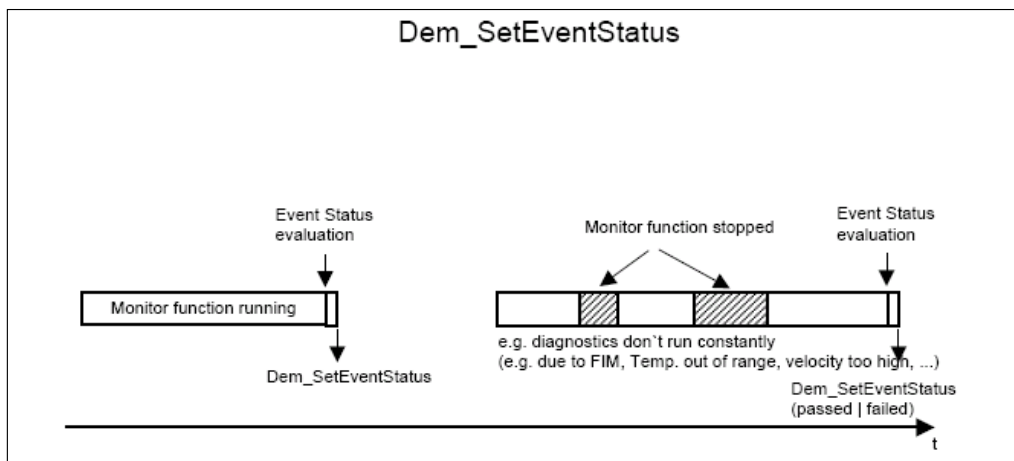 Dem_SetEventStatus
Event Status
evaluation
Monitor function stopped
Event Status
evaluation
Monitor function running
e.g. diagnostics don`t run constantly
(e.g. due to FIM, Temp. out of range, velocity too high, ...)
Dem_SetEventStatus
Dem_SetEventStatus
(passed | failed)
t